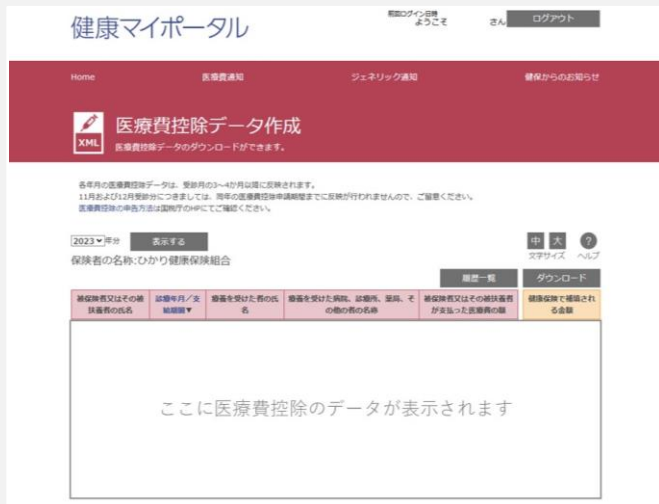 健康マイポータル
前回ログイン日時
ようこそ さん
ログアウト
Home 医療費通知 ジェネリック通知 健保からのお知らせ
XML
医療費控除データ作成
医療費控除データのダウンロードができます。
各年月の医療費控除データは、受診月の3~4か月以降に反映されます。
11月および12月受診分につきましては、同年の医療費控除申請期間までに反映が行われませんので、ご留意ください。
医療費控除の申告方法は国税庁のHPにてご確認ください。
2023 年分 表示する
中 大 ?
文字サイズ ヘルプ
保険者の名称:ひかり健康保険組合
履歴一覧 ダウンロード
被保険者又はその被扶養者の氏名
診療年月/支給期間▼
療養を受けた者の氏名
療養を受けた病院、診療所、薬局、その他の者の名称
被保険者又はその被扶養者が支払った医療費の額
健康保険で補填される金額
ここに医療費控除のデータが表示されます